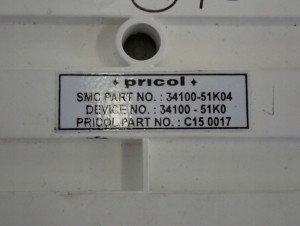 + pricol +
SMC PART NO. : 34100-51K04
DEVICE NO. : 34100 - 51K0
PRICOL PART NO. : C15 0017